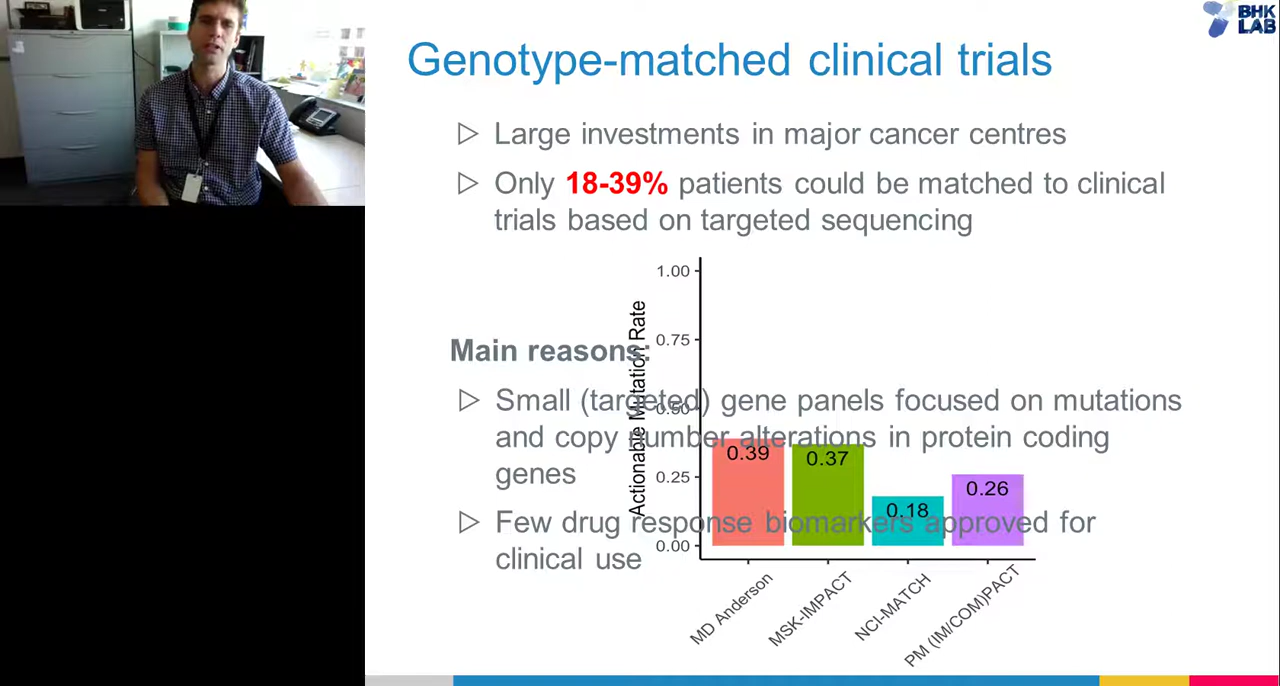 BHK
LAB
Genotype-matched clinical trials
Large investments in major cancer centres
Only 18-39% patients could be matched to clinical
trials based on targeted sequencing
Main reasons:
Small (targeted) gene panels focused on mutations
and copy number alterations in protein coding
genes
Few drug response biomarkers approved for
clinical use
Actionable Mutation Rate
1.00
0.75
0.50
0.25
0.00
0.39
0.37
0.18
0.26
MD Anderson
MSK-IMPACT
NCI-MATCH
PM (IM/COM)PACT